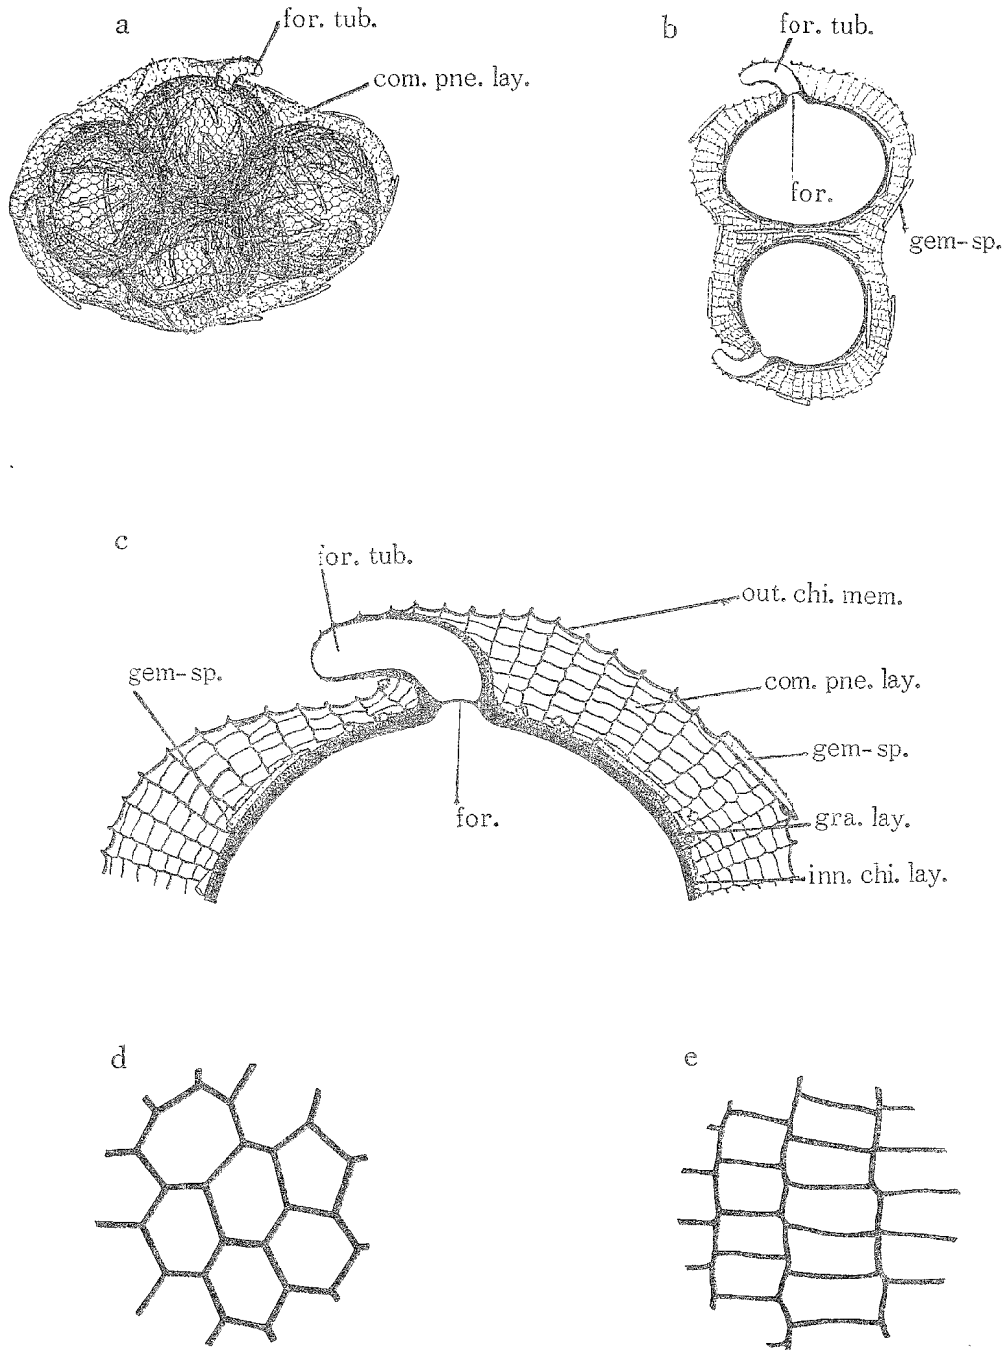 a
for. tub.
com. pne. lay.
b
for. tub.
for.
gem-sp.
c
for. tub.
out. chi. mem.
gem-sp.
com. pne. lay.
gem-sp.
for.
gra. lay.
inn. chi. lay.
d
e